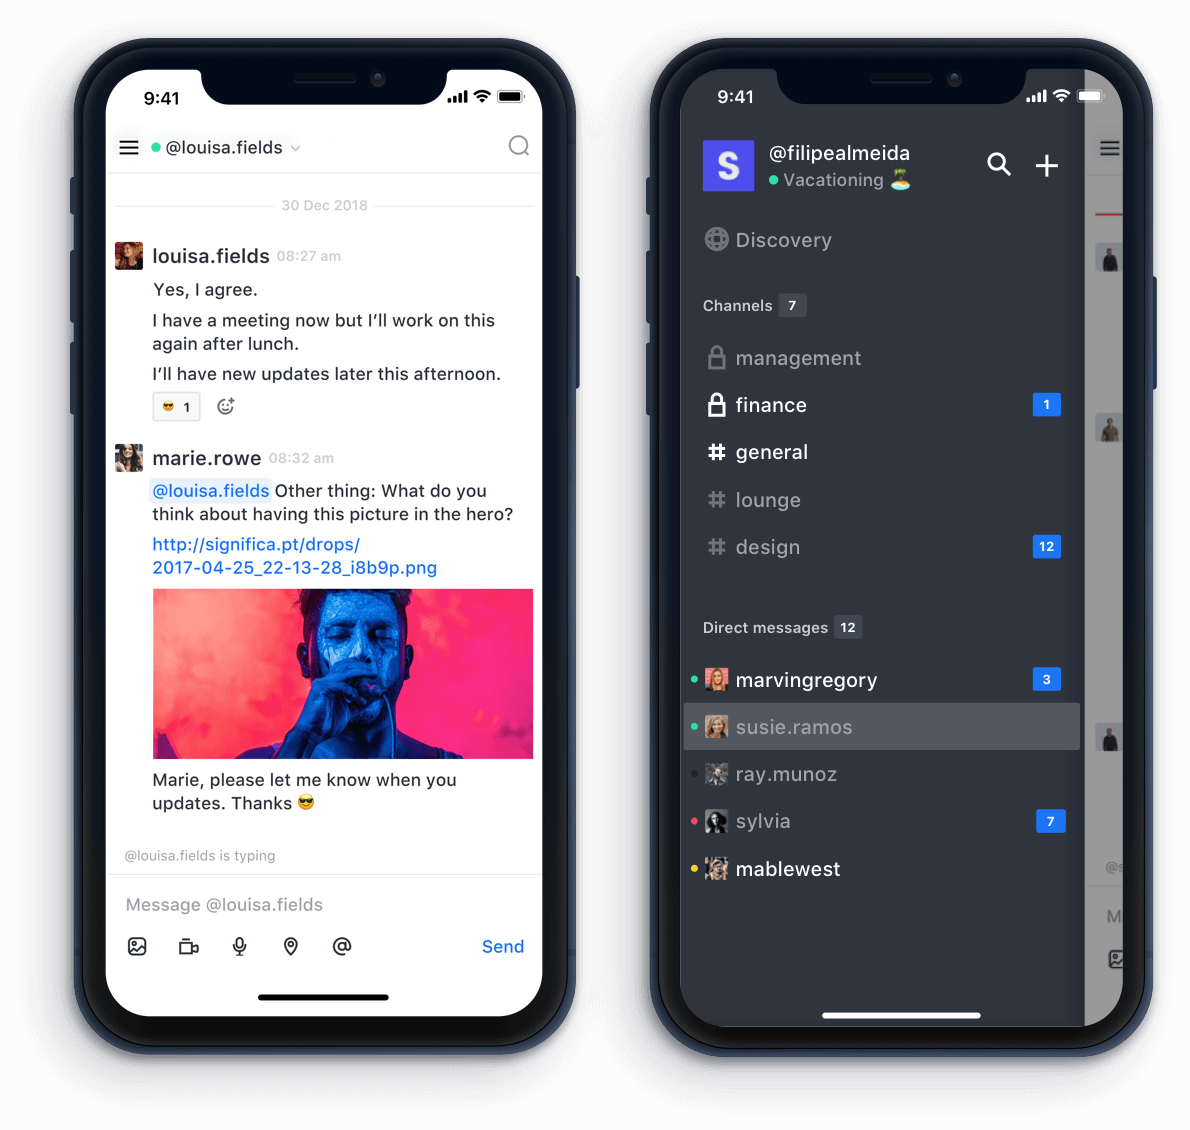 9:41
@louisa.fields
30 Dec 2018
louisa.fields 08:27 am
Yes, I agree.
I have a meeting now but I’ll work on this
again after lunch.
I’ll have new updates later this afternoon.
😎 1
marie.rowe 08:32 am
@louisa.fields Other thing: What do you
think about having this picture in the hero?
http://significa.pt/drops/
2017-04-25_22-13-28_i8b9p.png
Marie, please let me know when you
updates. Thanks 😎
@louisa.fields is typing
Message @louisa.fields
Send
9:41
S
@filipealmeida
Vacationing 🏝️
Discovery
Channels 7
management
finance 1
general
lounge
design 12
Direct messages 12
marvingregory 3
susie.ramos
ray.munoz
sylvia 7
mablewest
@s
M